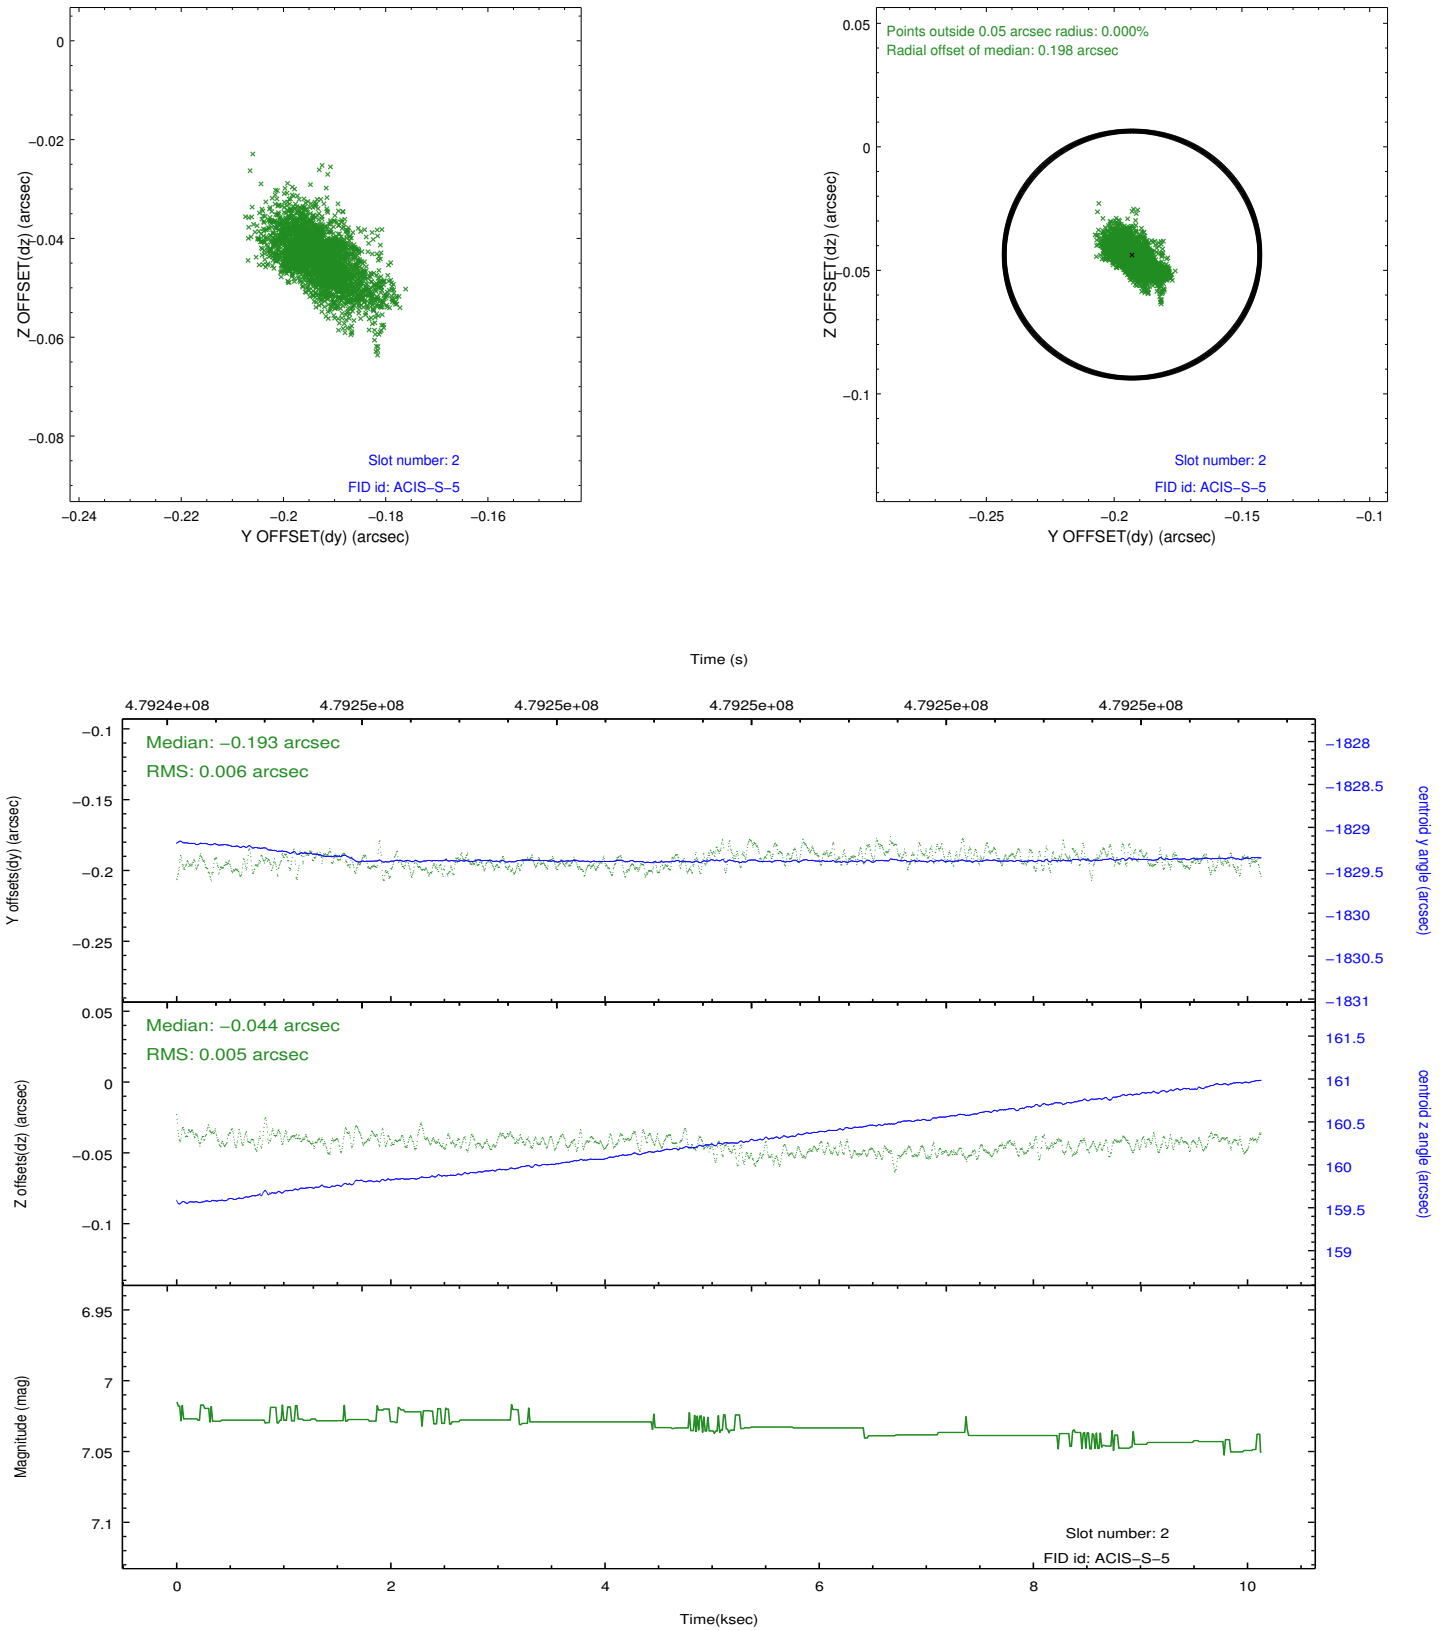 0
−0.02
−0.04
−0.06
−0.08
Z OFFSET(dz) (arcsec)
Slot number: 2
FID id: ACIS−S−5
−0.24 −0.22 −0.2 −0.18 −0.16
Y OFFSET(dy) (arcsec)
Points outside 0.05 arcsec radius: 0.000%
Radial offset of median: 0.198 arcsec
0.05
0
−0.05
−0.1
Z OFFSET(dz) (arcsec)
Slot number: 2
FID id: ACIS−S−5
−0.25 −0.2 −0.15 −0.1
Y OFFSET(dy) (arcsec)
Time (s)
4.7924e+08 4.7925e+08 4.7925e+08 4.7925e+08 4.7925e+08 4.7925e+08
Median: −0.193 arcsec
RMS: 0.006 arcsec
−0.1
−0.15
−0.2
−0.25
Y offsets(dy) (arcsec)
−1828
−1828.5
−1829
−1829.5
−1830
−1830.5
−1831
centroid y angle (arcsec)
Median: −0.044 arcsec
RMS: 0.005 arcsec
0.05
0
−0.05
−0.1
Z offsets(dz) (arcsec)
161.5
161
160.5
160
159.5
159
centroid z angle (arcsec)
6.95
7
7.05
7.1
Magnitude (mag)
Slot number: 2
FID id: ACIS−S−5
0 2 4 6 8 10
Time(ksec)